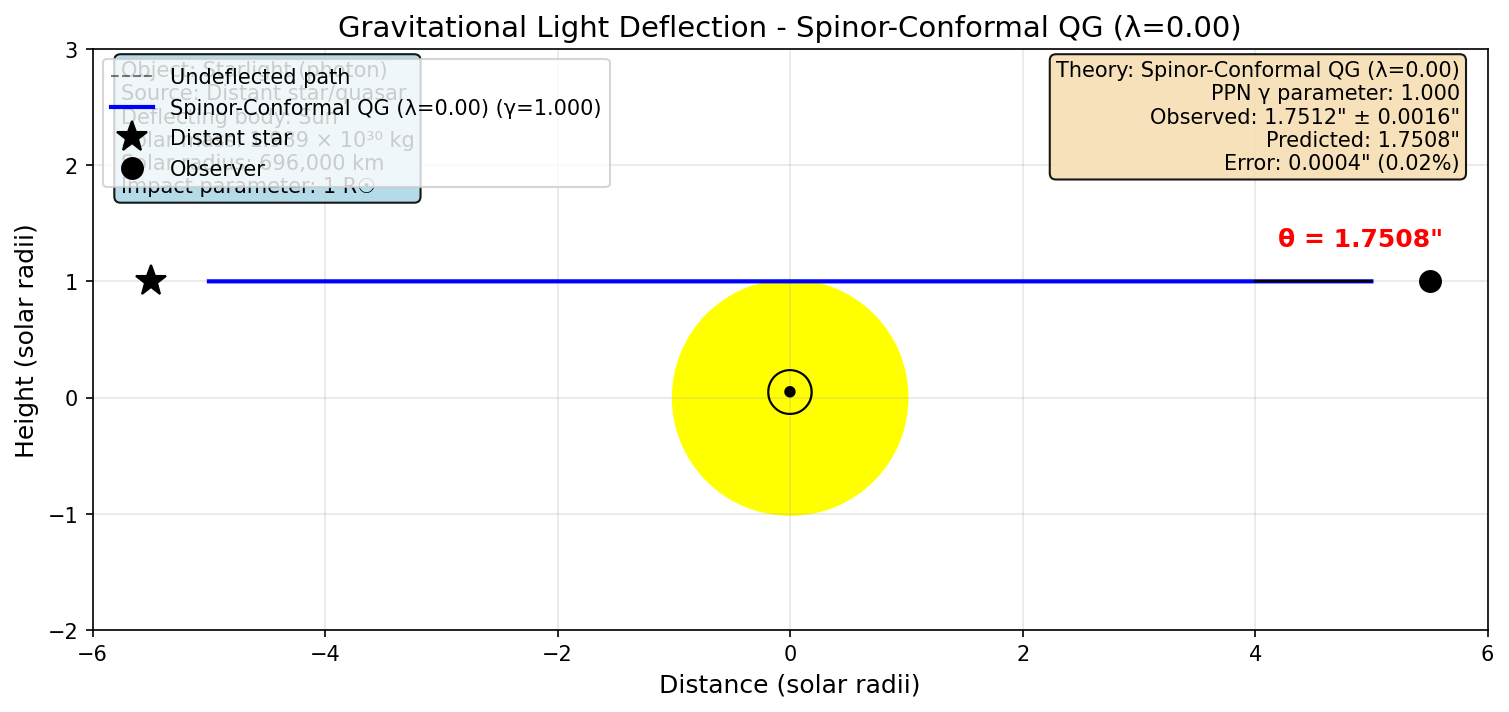 Gravitational Light Deflection - Spinor-Conformal QG (λ=0.00)
Object: Starlight (photon)
Source: Distant star/quasar
Deflecting body: Sun
Solar mass: 1.989 × 10³⁰ kg
Solar radius: 696,000 km
Impact parameter: 1 R☉
Undeflected path
Spinor-Conformal QG (λ=0.00) (γ=1.000)
Distant star
Observer
Theory: Spinor-Conformal QG (λ=0.00)
PPN γ parameter: 1.000
Observed: 1.7512" ± 0.0016"
Predicted: 1.7508"
Error: 0.0004" (0.02%)
θ = 1.7508"
Height (solar radii)
3
2
1
0
−1
−2
−6
−4
−2
0
2
4
6
Distance (solar radii)